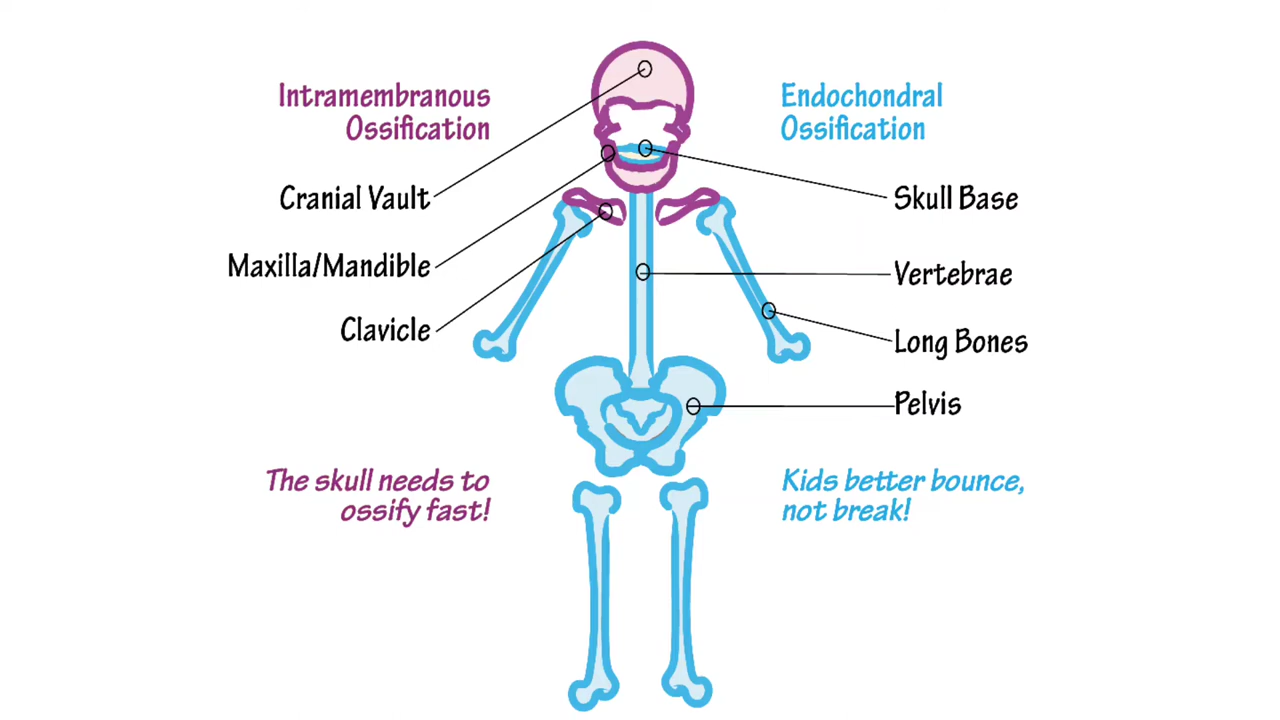 Intramembranous
Ossification
Cranial Vault
Maxilla/Mandible
Clavicle
The skull needs to
ossify fast!
Endochondral
Ossification
Skull Base
Vertebrae
Long Bones
Pelvis
Kids better bounce,
not break!